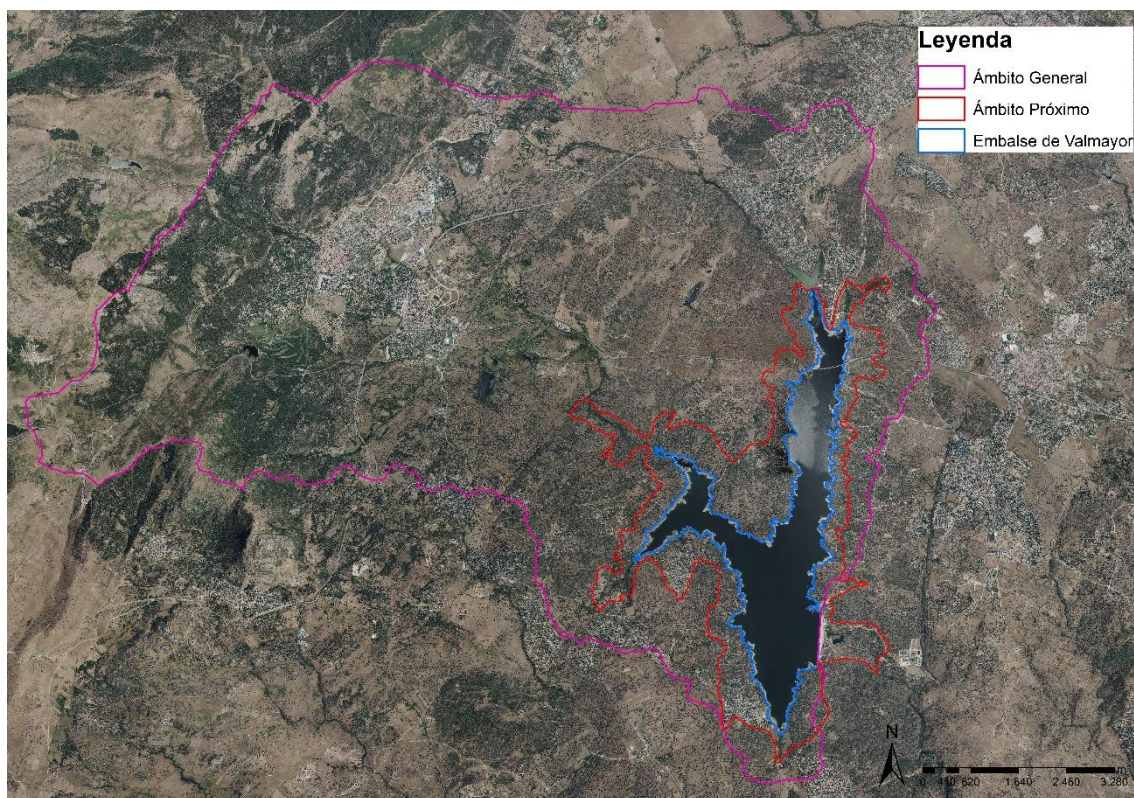 Leyenda
Ámbito General
Ámbito Próximo
Embalse de Valmayor
N
m
0 410 820 1.640 2.460 3.280